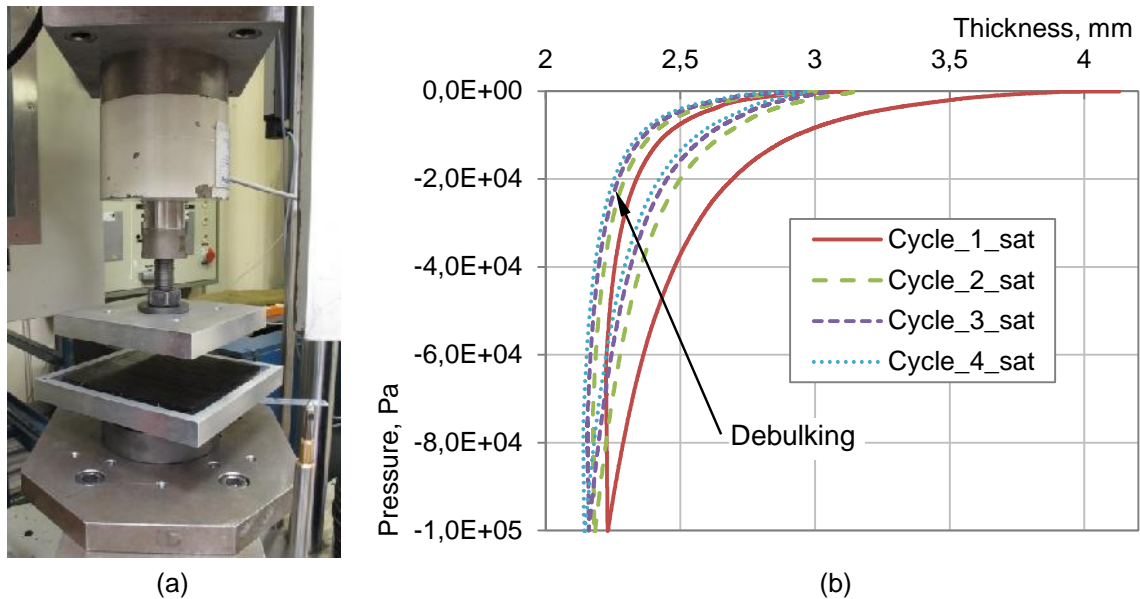 Thickness, mm
2 2,5 3 3,5 4
0,0E+00
-2,0E+04
-4,0E+04
-6,0E+04
-8,0E+04
-1,0E+05
Pressure, Pa
Cycle_1_sat
Cycle_2_sat
Cycle_3_sat
Cycle_4_sat
Debulking
(a) (b)